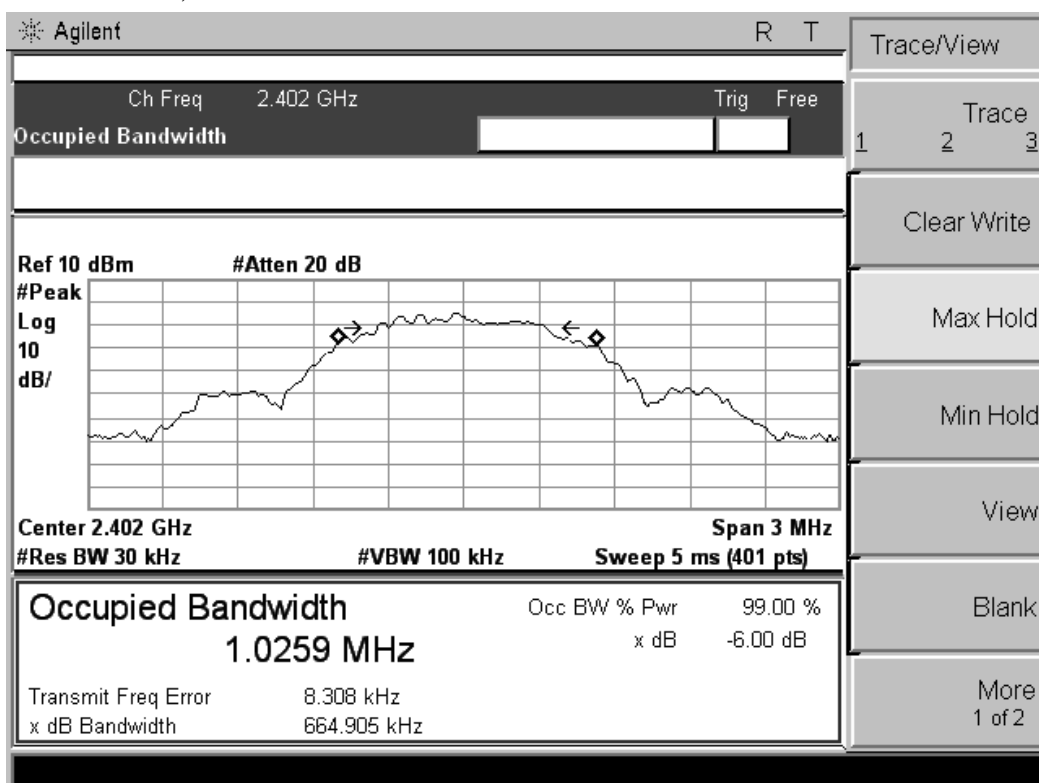 Agilent R T
Trace/View
Ch Freq 2.402 GHz Trig Free
Occupied Bandwidth
Trace
1 2 3
Clear Write
Ref 10 dBm #Atten 20 dB
#Peak
Log
10
dB/
Max Hold
Min Hold
View
Center 2.402 GHz Span 3 MHz
#Res BW 30 kHz #VBW 100 kHz Sweep 5 ms (401 pts)
Occupied Bandwidth Occ BW % Pwr 99.00 %
1.0259 MHz x dB -6.00 dB
Transmit Freq Error 8.308 kHz
x dB Bandwidth 664.905 kHz
Blank
More
1 of 2